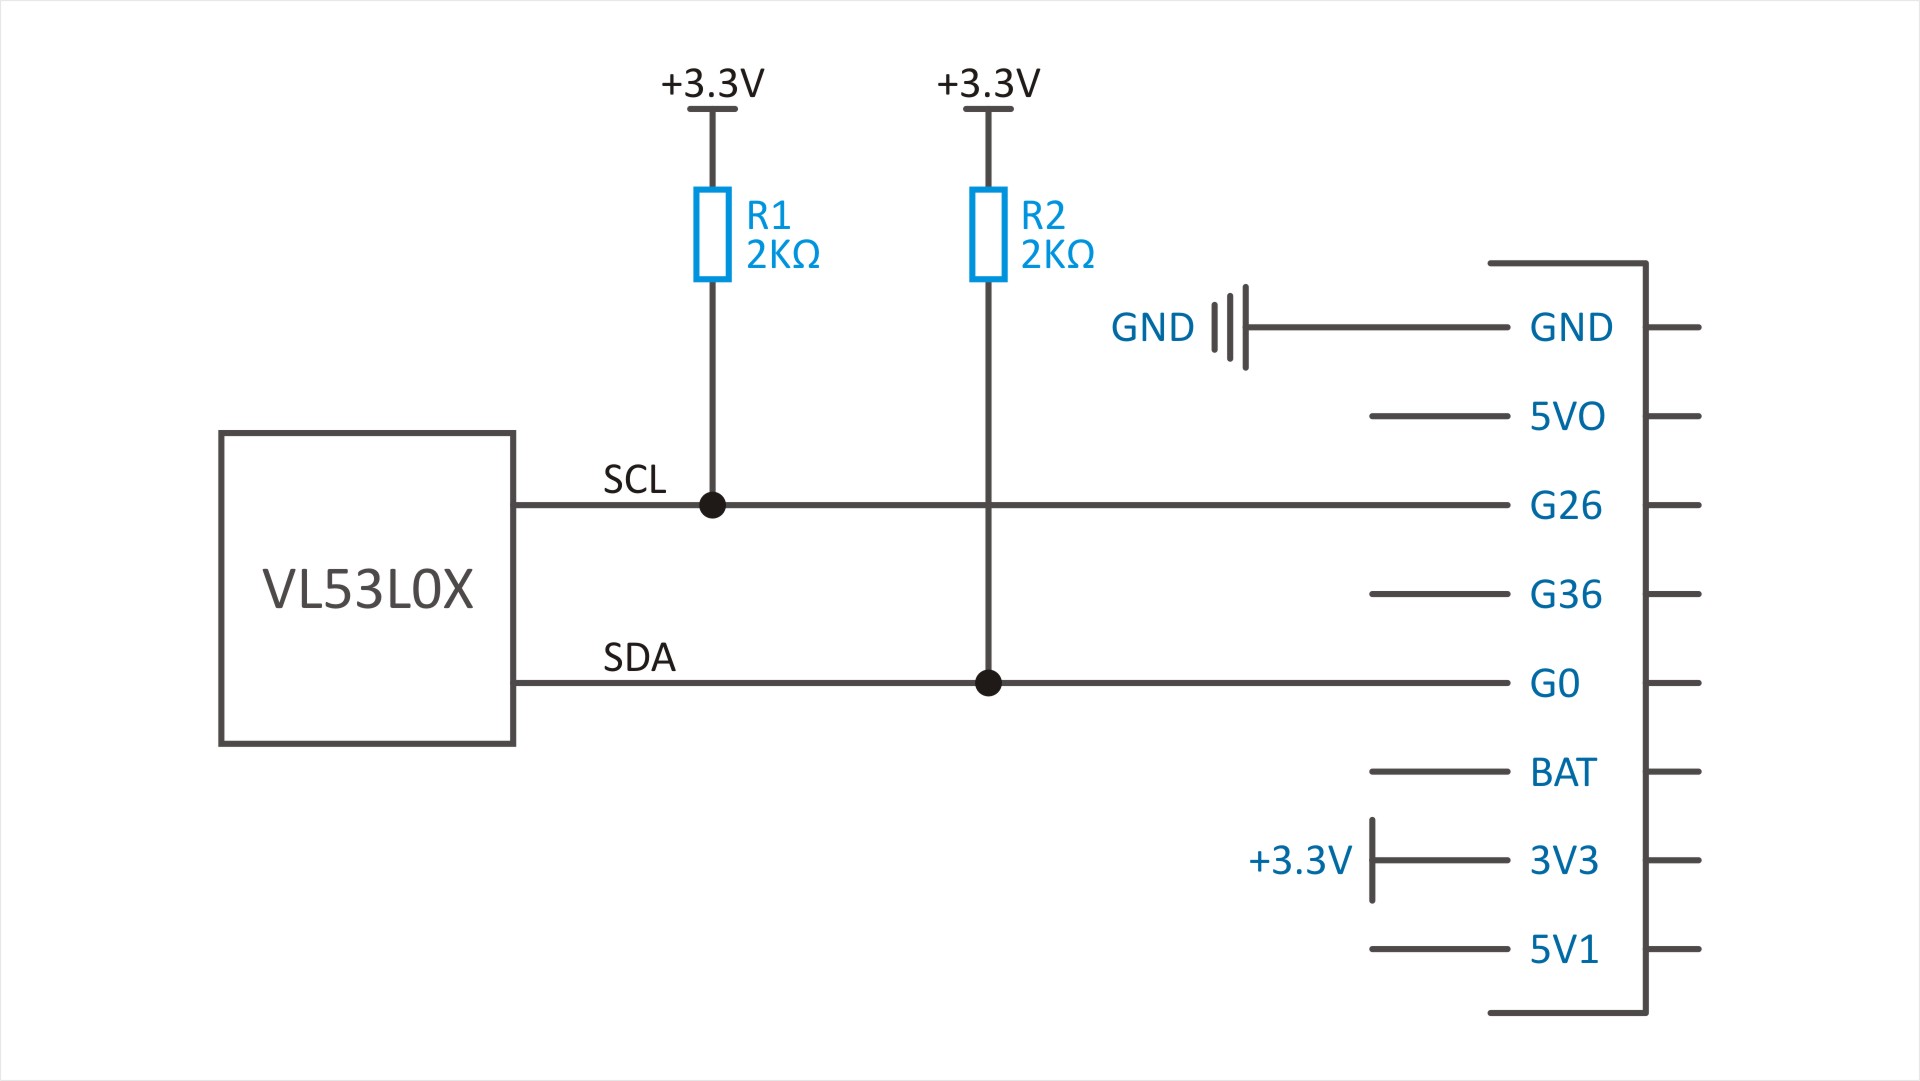 +3.3V
+3.3V
R1
2KΩ
R2
2KΩ
GND
GND
5VO
SCL
G26
VL53L0X
G36
SDA
G0
BAT
+3.3V
3V3
5V1